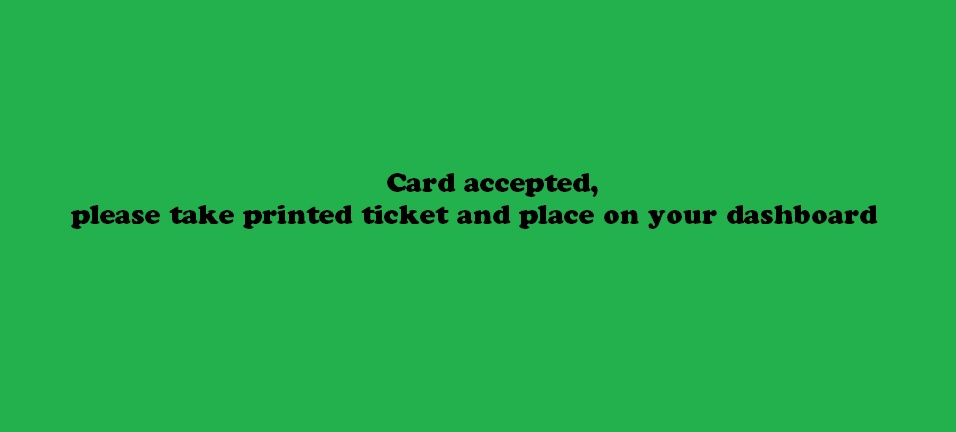 Card accepted,
please take printed ticket and place on your dashboard